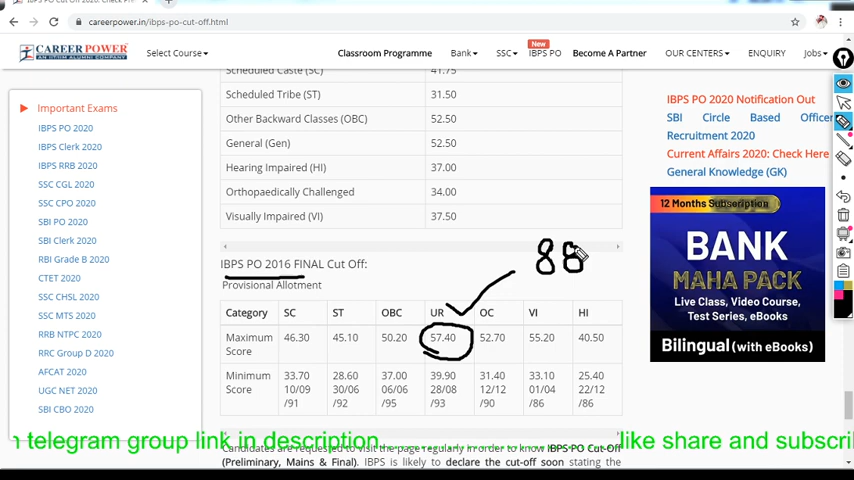 IBPS PO Cut Off 2020: Check Pr
careerpower.in/ibps-po-cut-off.html
CAREER POWER
AN IIT/IIM ALUMNI COMPANY
Select Course
Classroom Programme
Bank
SSC
New
IBPS PO
Become A Partner
OUR CENTERS
ENQUIRY
Jobs
Important Exams
IBPS PO 2020
IBPS Clerk 2020
IBPS RRB 2020
SSC CGL 2020
SSC CPO 2020
SBI PO 2020
SBI Clerk 2020
RBI Grade B 2020
CTET 2020
SSC CHSL 2020
SSC MTS 2020
RRB NTPC 2020
RRC Group D 2020
AFCAT 2020
UGC NET 2020
SBI CBO 2020
Scheduled Caste (SC) 41.75
Scheduled Tribe (ST) 31.50
Other Backward Classes (OBC) 52.50
General (Gen) 52.50
Hearing Impaired (HI) 37.00
Orthopaedically Challenged 34.00
Visually Impaired (VI) 37.50
88
IBPS PO 2016 FINAL Cut Off:
Provisional Allotment
Category SC ST OBC UR OC VI HI
Maximum Score 46.30 45.10 50.20 57.40 52.70 55.20 40.50
Minimum 33.70 28.60 37.00 39.90 31.40 33.10 25.40
Score 10/09 30/06 06/06 28/08 12/12 01/04 22/12
/91 /92 /95 /93 /90 /86 /86
Candidates are requested to visit the page regularly in order to know IBPS PO Cut-Off
(Preliminary, Mains & Final). IBPS is likely to declare the cut-off soon stating the
IBPS PO 2020 Notification Out
SBI Circle Based Officer
Recruitment 2020
Current Affairs 2020: Check Here
General Knowledge (GK)
12 Months Subscription
BANK
MAHA PACK
Live Class, Video Course,
Test Series, eBooks
Bilingual (with eBooks)
telegram group link in description.................
like share and subscri